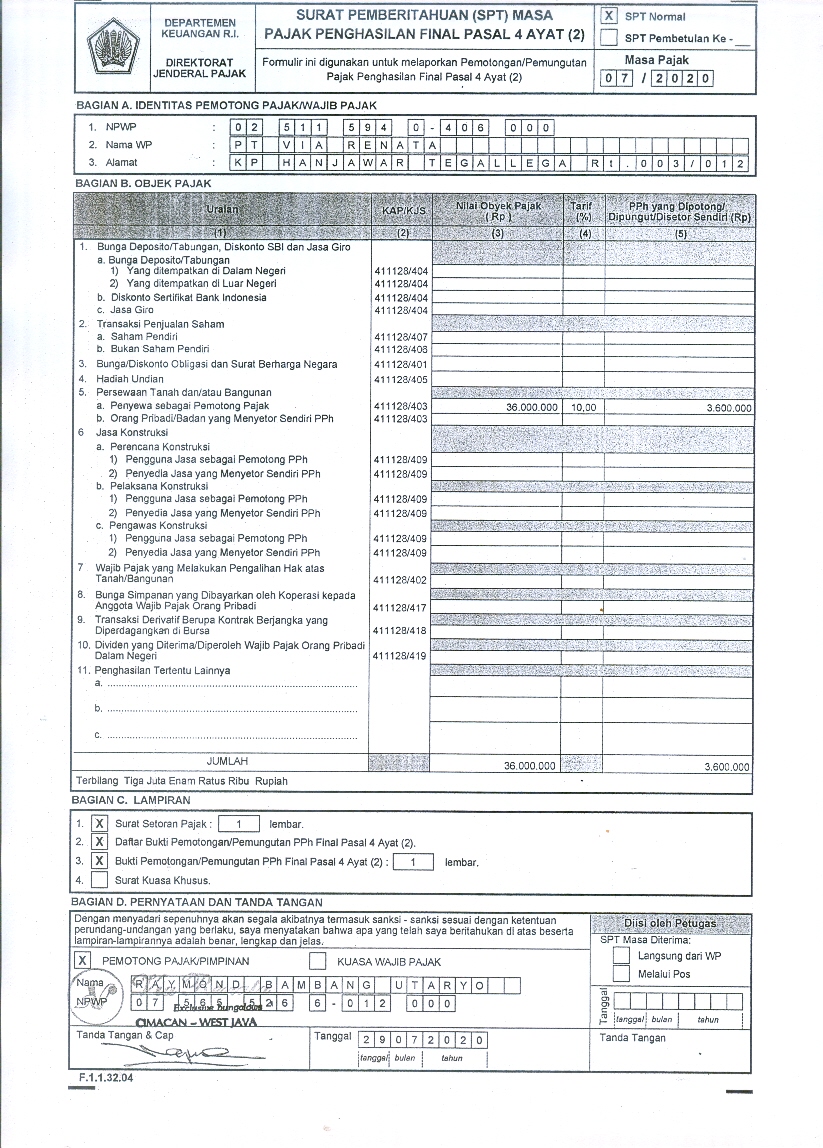 DEPARTEMEN
KEUANGAN R.I.
DIREKTORAT
JENDERAL PAJAK
SURAT PEMBERITAHUAN (SPT) MASA
PAJAK PENGHASILAN FINAL PASAL 4 AYAT (2)
Formulir ini digunakan untuk melaporkan Pemotongan/Pemungutan
Pajak Penghasilan Final Pasal 4 Ayat (2)
X SPT Normal
SPT Pembetulan Ke - __
Masa Pajak
0 7 / 2 0 2 0
BAGIAN A. IDENTITAS PEMOTONG PAJAK/WAJIB PAJAK
1. NPWP : 0 2 5 1 1 5 9 4 0 - 4 0 6 0 0 0
2. Nama WP : P T V I A R E N A T A
3. Alamat : K P H A N J A W A R T E G A L L E G A R t . 0 0 3 / 0 1 2
BAGIAN B. OBJEK PAJAK
Uraian KAP/KJS Nilai Obyek Pajak ( Rp ) Tarif (%) PPh yang Dipotong/ Dipungut/Disetor Sendiri (Rp)
(1) (2) (3) (4) (5)
1. Bunga Deposito/Tabungan, Diskonto SBI dan Jasa Giro
a. Bunga Deposito/Tabungan
1) Yang ditempatkan di Dalam Negeri 411128/404
2) Yang ditempatkan di Luar Negeri 411128/404
b. Diskonto Sertifikat Bank Indonesia 411128/404
c. Jasa Giro 411128/404
2. Transaksi Penjualan Saham
a. Saham Pendiri 411128/407
b. Bukan Saham Pendiri 411128/406
3. Bunga/Diskonto Obligasi dan Surat Berharga Negara 411128/401
4. Hadiah Undian 411128/405
5. Persewaan Tanah dan/atau Bangunan
a. Penyewa sebagai Pemotong Pajak 411128/403 36.000.000 10,00 3.600.000
b. Orang Pribadi/Badan yang Menyetor Sendiri PPh 411128/403
6 Jasa Konstruksi
a. Perencana Konstruksi
1) Pengguna Jasa sebagai Pemotong PPh 411128/409
2) Penyedia Jasa yang Menyetor Sendiri PPh 411128/409
b. Pelaksana Konstruksi
1) Pengguna Jasa sebagai Pemotong PPh 411128/409
2) Penyedia Jasa yang Menyetor Sendiri PPh 411128/409
c. Pengawas Konstruksi
1) Pengguna Jasa sebagai Pemotong PPh 411128/409
2) Penyedia Jasa yang Menyetor Sendiri PPh 411128/409
7 Wajib Pajak yang Melakukan Pengalihan Hak atas
Tanah/Bangunan 411128/402
8. Bunga Simpanan yang Dibayarkan oleh Koperasi kepada
Anggota Wajib Pajak Orang Pribadi 411128/417
9. Transaksi Derivatif Berupa Kontrak Berjangka yang
Diperdagangkan di Bursa 411128/418
10. Dividen yang Diterima/Diperoleh Wajib Pajak Orang Pribadi
Dalam Negeri 411128/419
11. Penghasilan Tertentu Lainnya
a. ..........
b. ..........
c. ..........
JUMLAH 36.000.000 3,600.000
Terbilang Tiga Juta Enam Ratus Ribu Rupiah
BAGIAN C. LAMPIRAN
1. X Surat Setoran Pajak : 1 lembar.
2. X Daftar Bukti Pemotongan/Pemungutan PPh Final Pasal 4 Ayat (2).
3. X Bukti Pemotongan/Pemungutan PPh Final Pasal 4 Ayat (2) : 1 lembar.
4. Surat Kuasa Khusus.
BAGIAN D. PERNYATAAN DAN TANDA TANGAN
Dengan menyadari sepenuhnya akan segala akibatnya termasuk sanksi - sanksi sesuai dengan ketentuan
perundang-undangan yang berlaku, saya menyatakan bahwa apa yang telah saya beritahukan di atas beserta
lampiran-lampirannya adalah benar, lengkap dan jelas.
X PEMOTONG PAJAK/PIMPINAN KUASA WAJIB PAJAK
Nama R A Y M O N D B A M B A N G U T A R Y O
NPWP 0 7 5 6 5 5 2 6 6 - 0 1 2 0 0 0
Exclusive bungalows
CIMACAN – WEST JAVA
Tanda Tangan & Cap
Tanggal 2 9 0 7 2 0 2 0
tanggal bulan tahun
Diisi oleh Petugas
SPT Masa Diterima:
Langsung dari WP
Melalui Pos
Tanggal
tanggal bulan tahun
Tanda Tangan
F.1.1.32.04